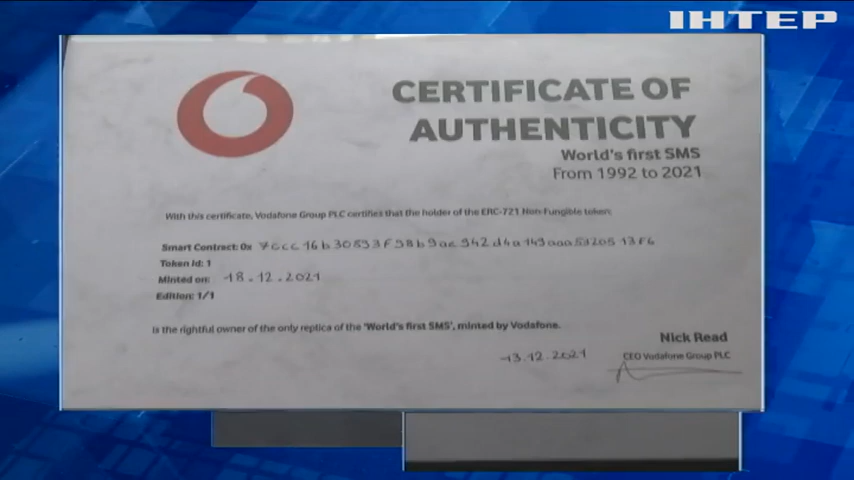 ІНТЕР
CERTIFICATE OF
AUTHENTICITY
World's first SMS
From 1992 to 2021
With this certificate, Vodafone Group PLC certifies that the holder of the ERC-721 Non-Fungible token:
Smart Contract: 0x
Token Id: 1
Minted on: 18.12.2021
Edition: 1/1
Is the rightful owner of the only replica of the "World's first SMS", minted by Vodafone.
Nick Read
13.12.2021 CEO Vodafone Group PLC